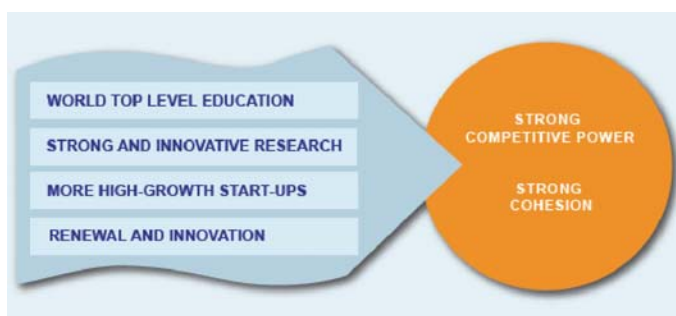 WORLD TOP LEVEL EDUCATION
STRONG AND INNOVATIVE RESEARCH
MORE HIGH-GROWTH START-UPS
RENEWAL AND INNOVATION
STRONG
COMPETITIVE POWER
STRONG
COHESION